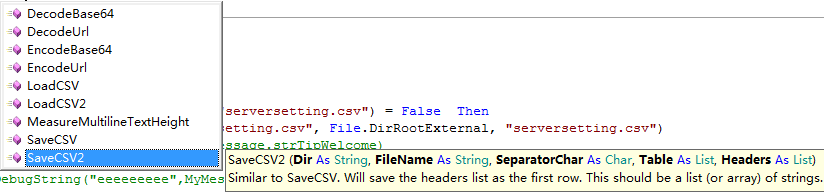 DecodeBase64
DecodeUrl
EncodeBase64
EncodeUrl
LoadCSV
LoadCSV2
MeasureMultilineTextHeight
SaveCSV
SaveCSV2
"serversetting.csv") = False Then
etting.csv", File.DirRootExternal, "serversetting.csv")
ssage.strTipWelcome)
SaveCSV2 (Dir As String, FileName As String, SeparatorChar As Char, Table As List, Headers As List)
Similar to SaveCSV. Will save the headers list as the first row. This should be a list (or array) of strings.
ebugString("eeeeeeeee",MyMes